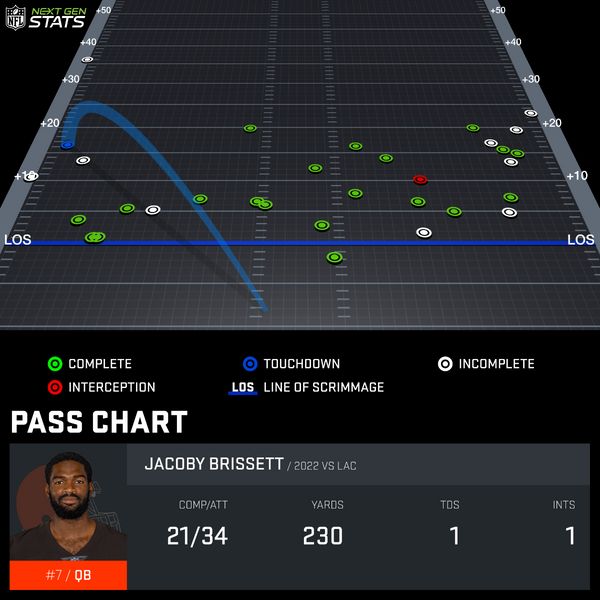 NFL NEXT GEN
STATS
+50 +50
+40 +40
+30 +30
+20 +20
+10 +10
LOS LOS
COMPLETE TOUCHDOWN INCOMPLETE
INTERCEPTION LOS LINE OF SCRIMMAGE
PASS CHART
JACOBY BRISSETT / 2022 VS LAC
COMP/ATT YARDS TDS INTS
21/34 230 1 1
#7 / QB